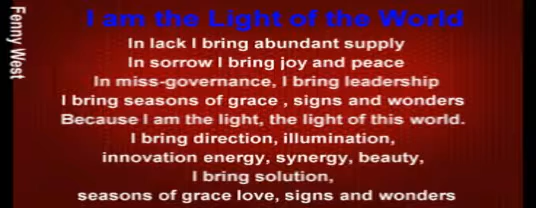 Fenny West
I am the Light of the World
In lack I bring abundant supply
In sorrow I bring joy and peace
In miss-governance, I bring leadership
I bring seasons of grace , signs and wonders
Because I am the light, the light of this world.
I bring direction, illumination,
innovation energy, synergy, beauty,
I bring solution,
seasons of grace love, signs and wonders